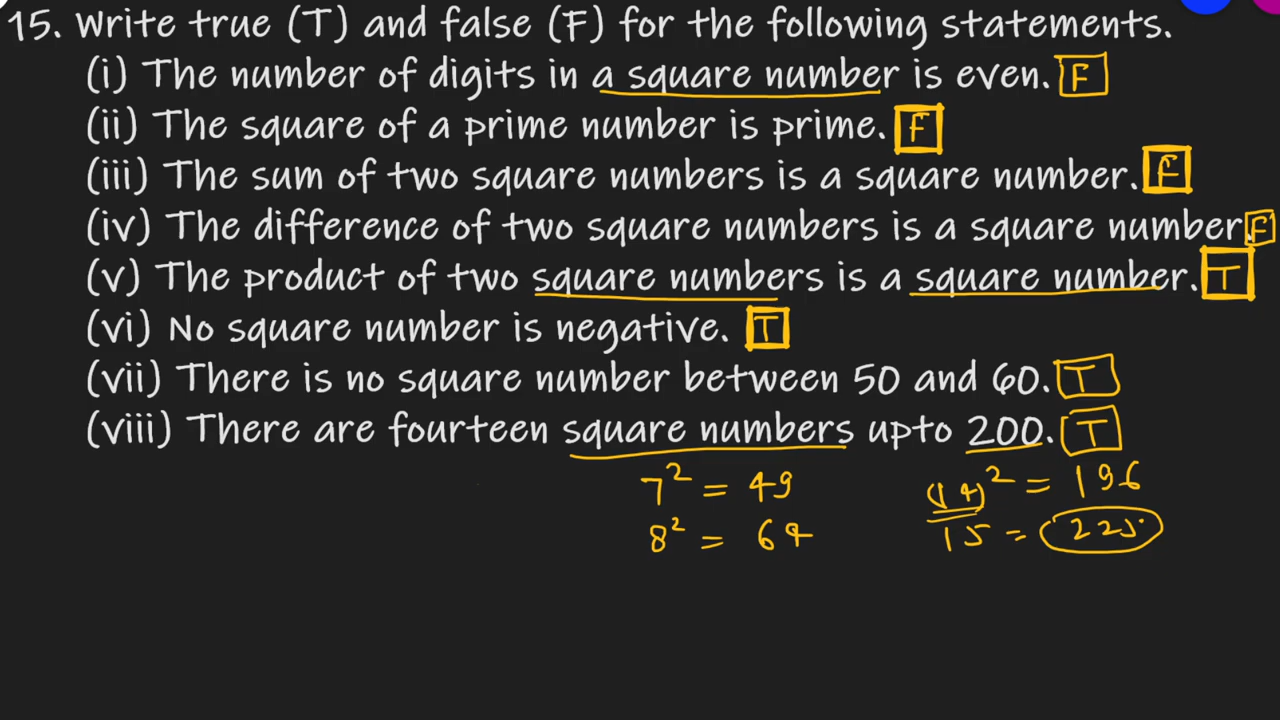 15. Write true (T) and false (F) for the following statements.
(i) The number of digits in a square number is even. F
(ii) The square of a prime number is prime. F
(iii) The sum of two square numbers is a square number. F
(iv) The difference of two square numbers is a square number. F
(v) The product of two square numbers is a square number. T
(vi) No square number is negative. T
(vii) There is no square number between 50 and 60. T
(viii) There are fourteen square numbers upto 200. T
7² = 49 (14)² = 196
8² = 64 15 = 225